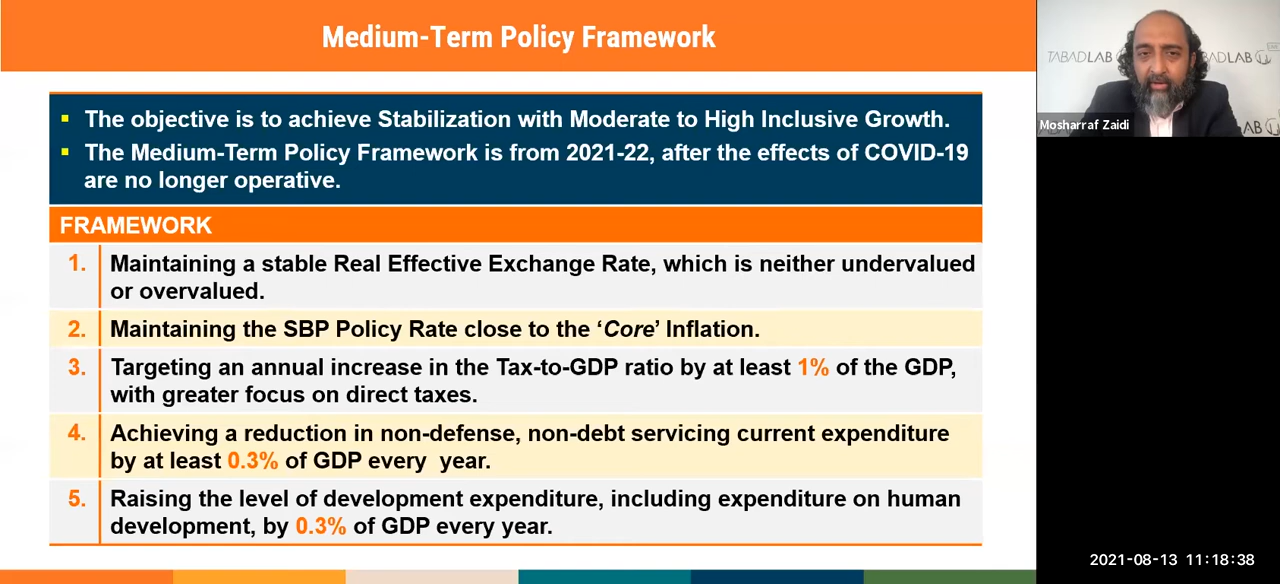 Medium-Term Policy Framework
The objective is to achieve Stabilization with Moderate to High Inclusive Growth.
The Medium-Term Policy Framework is from 2021-22, after the effects of COVID-19
are no longer operative.
FRAMEWORK
1. Maintaining a stable Real Effective Exchange Rate, which is neither undervalued
or overvalued.
2. Maintaining the SBP Policy Rate close to the ‘Core’ Inflation.
3. Targeting an annual increase in the Tax-to-GDP ratio by at least 1% of the GDP,
with greater focus on direct taxes.
4. Achieving a reduction in non-defense, non-debt servicing current expenditure
by at least 0.3% of GDP every year.
5. Raising the level of development expenditure, including expenditure on human
development, by 0.3% of GDP every year.
TABADLAB
Mosharraf Zaidi
2021-08-13 11:18:38